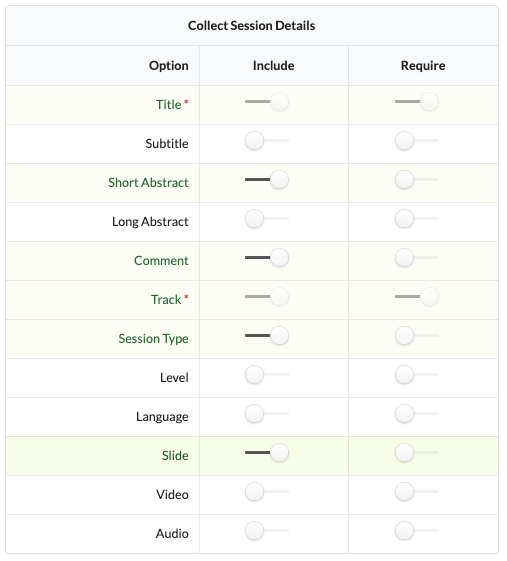 Collect Session Details
Option Include Require
Title *
Subtitle
Short Abstract
Long Abstract
Comment
Track *
Session Type
Level
Language
Slide
Video
Audio